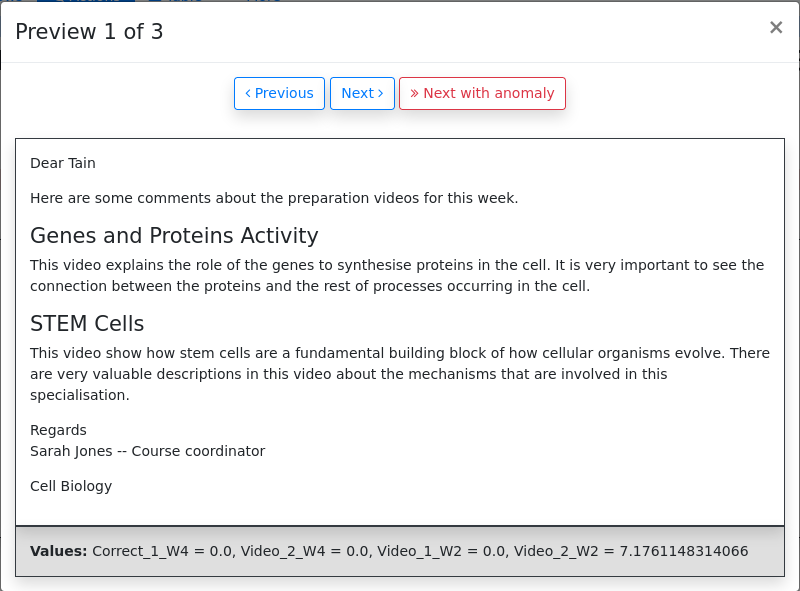 Preview 1 of 3
×
‹ Previous
Next ›
» Next with anomaly
Dear Tain
Here are some comments about the preparation videos for this week.
Genes and Proteins Activity
This video explains the role of the genes to synthesise proteins in the cell. It is very important to see the
connection between the proteins and the rest of processes occurring in the cell.
STEM Cells
This video show how stem cells are a fundamental building block of how cellular organisms evolve. There
are very valuable descriptions in this video about the mechanisms that are involved in this
specialisation.
Regards
Sarah Jones -- Course coordinator
Cell Biology
Values: Correct_1_W4 = 0.0, Video_2_W4 = 0.0, Video_1_W2 = 0.0, Video_2_W2 = 7.1761148314066